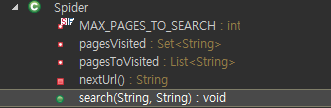 Spider
MAX_PAGES_TO_SEARCH : int
pagesVisited : Set<String>
pagesToVisited : List<String>
nextUrl() : String
search(String, String) : void